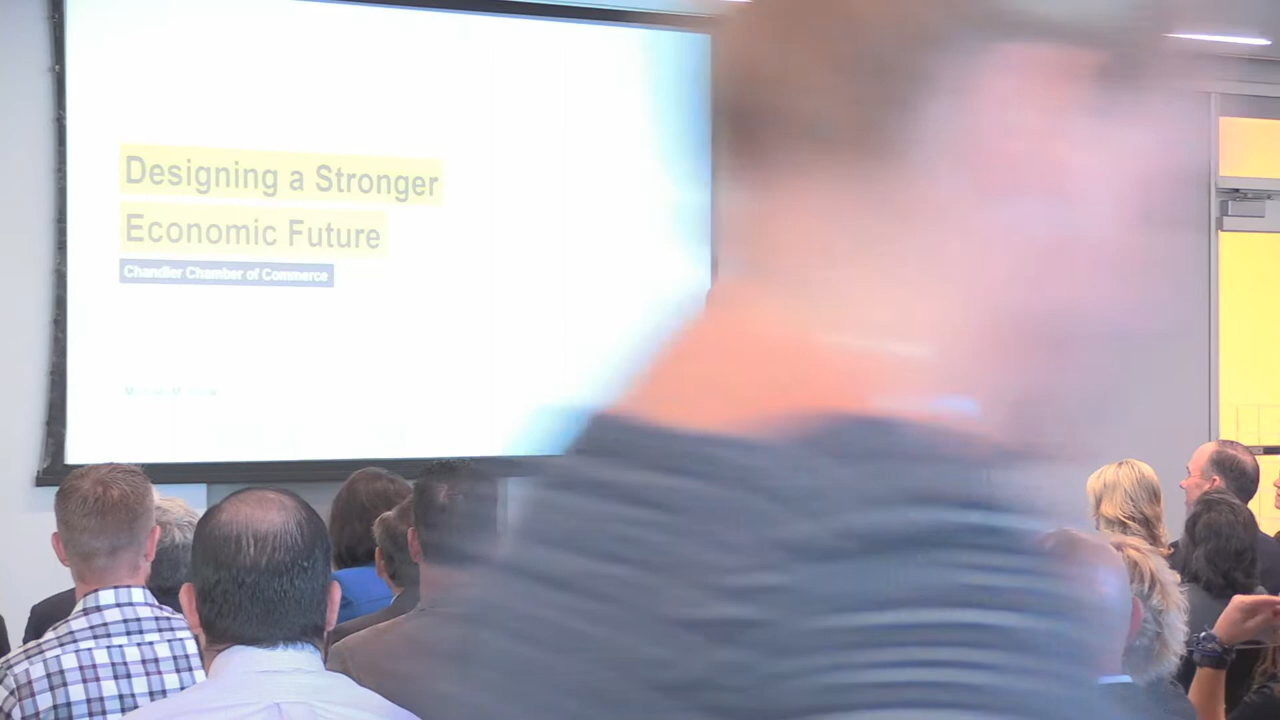 Designing a Stronger
Economic Future
Chandler Chamber of Commerce